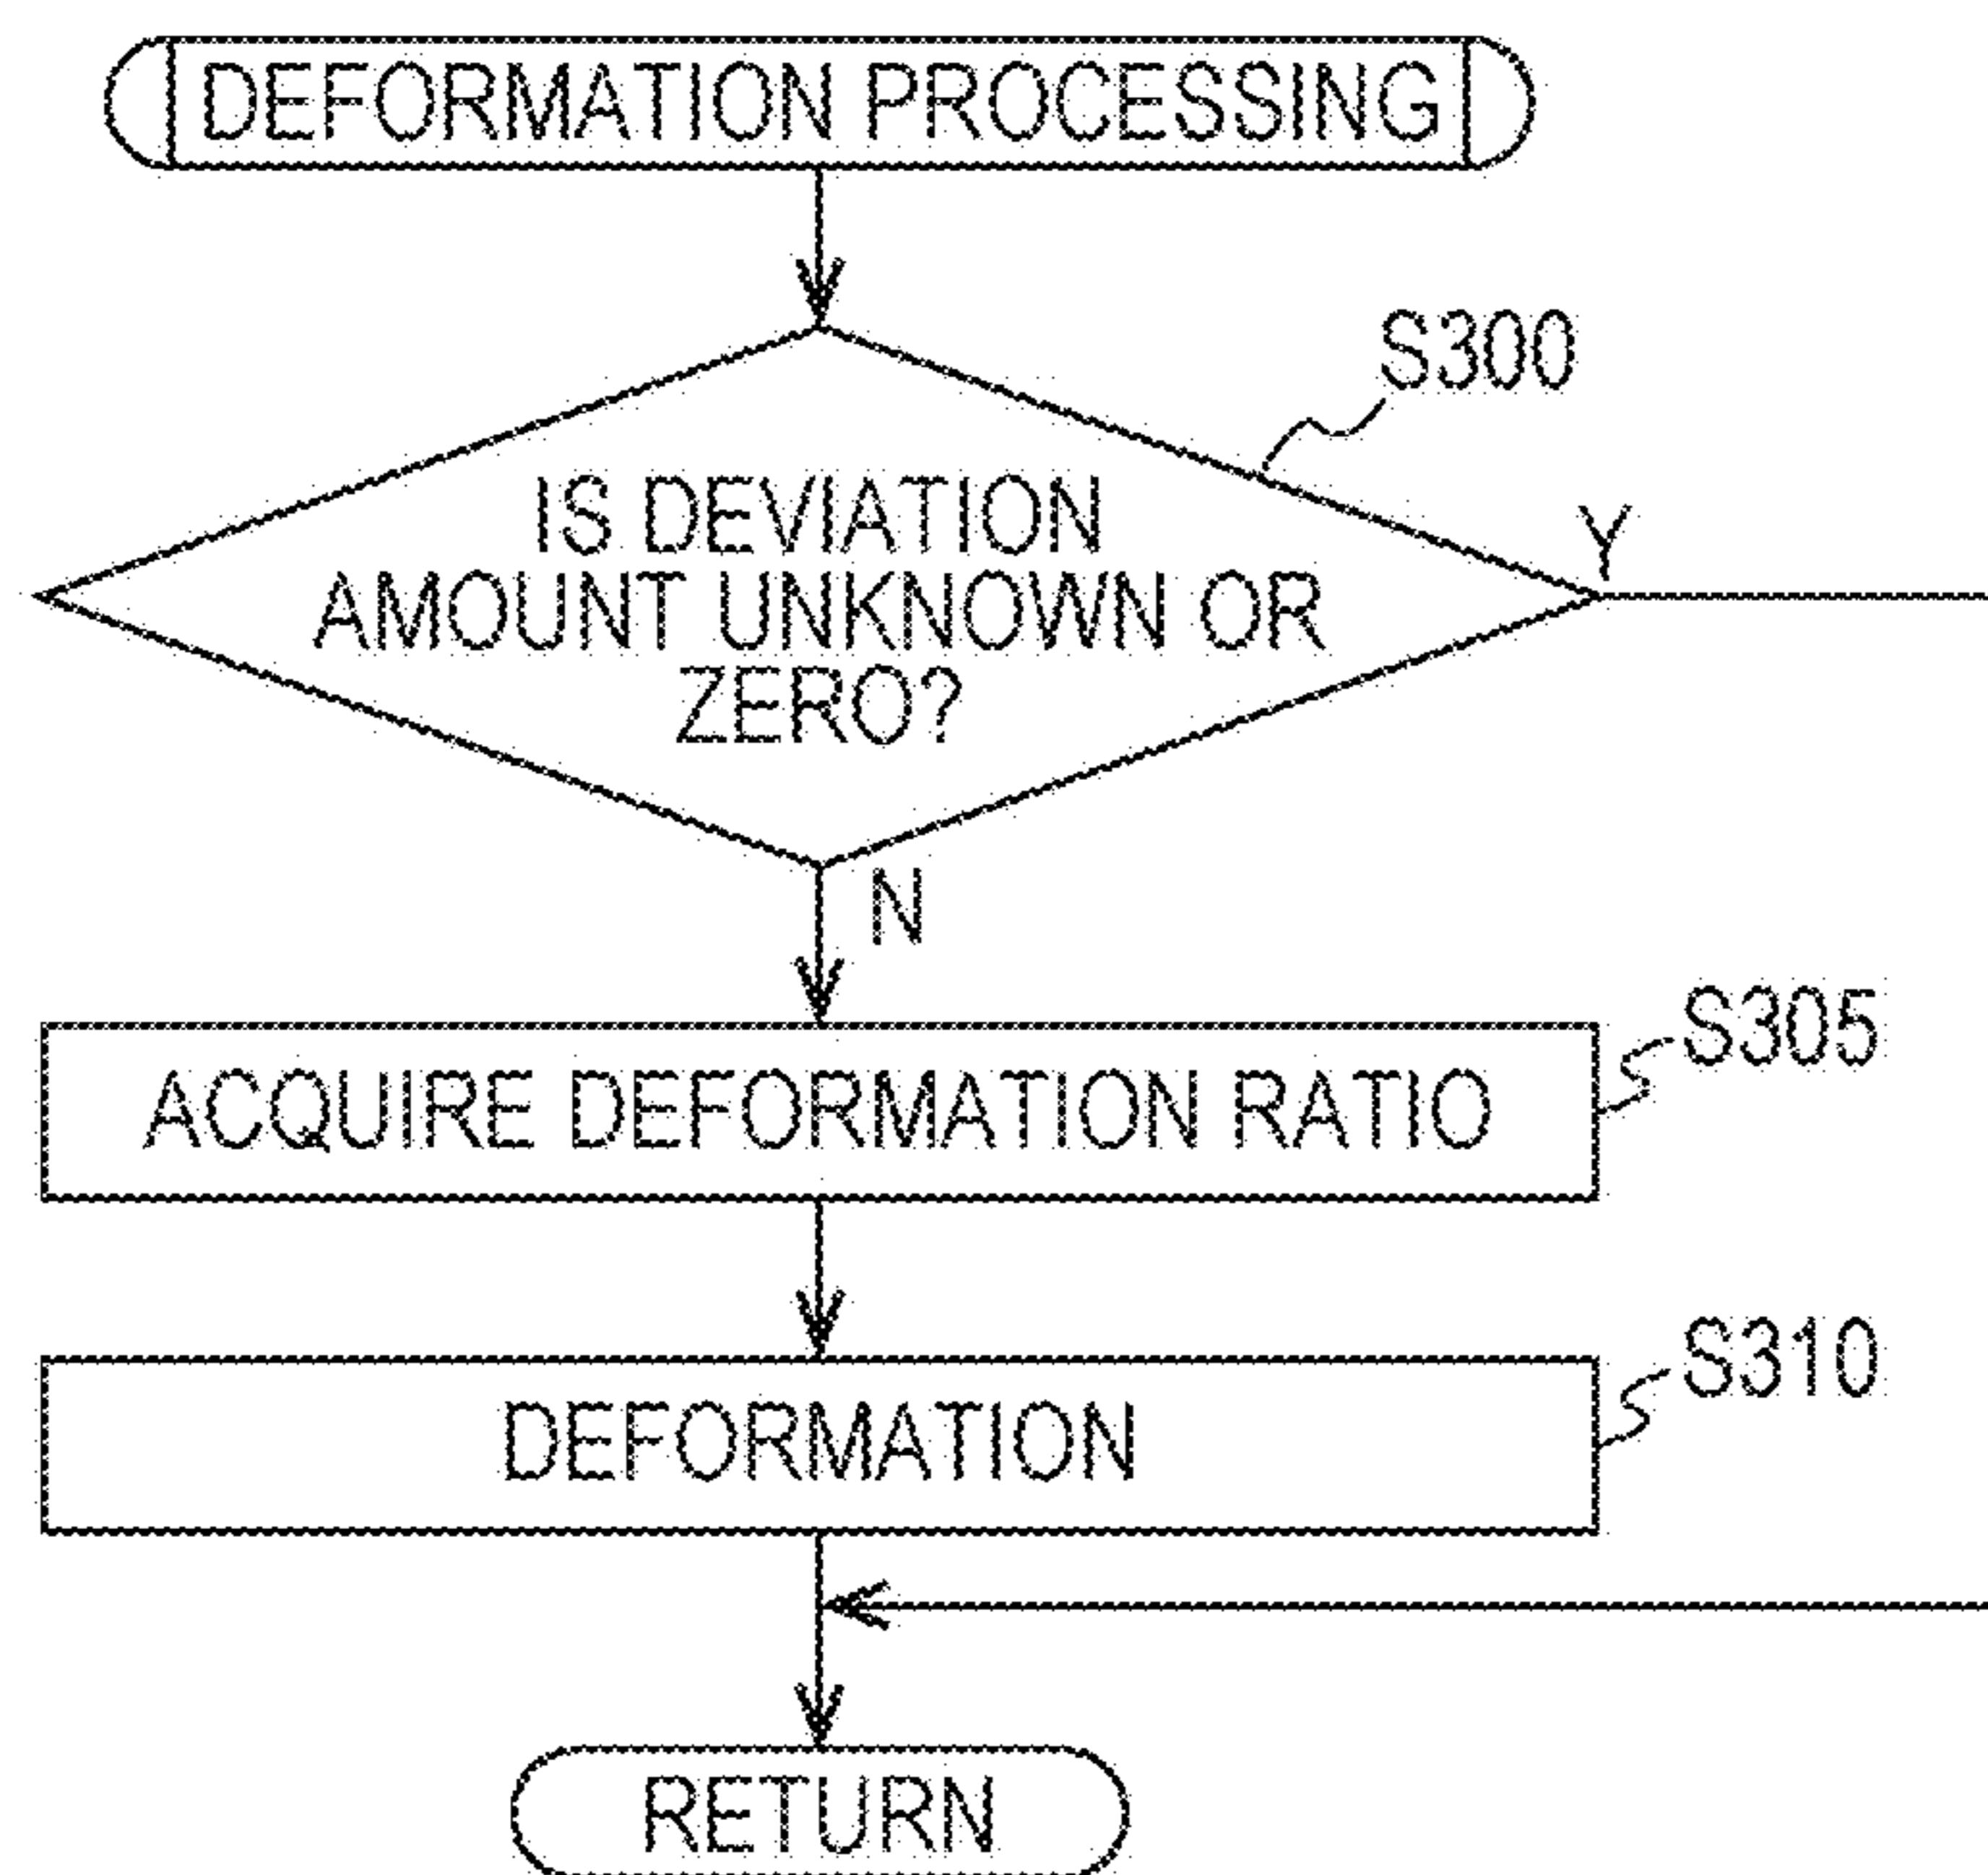 DEFORMATION PROCESSING
S300
IS DEVIATION
AMOUNT UNKNOWN OR
ZERO?
Y
N
ACQUIRE DEFORMATION RATIO
S305
DEFORMATION
S310
RETURN